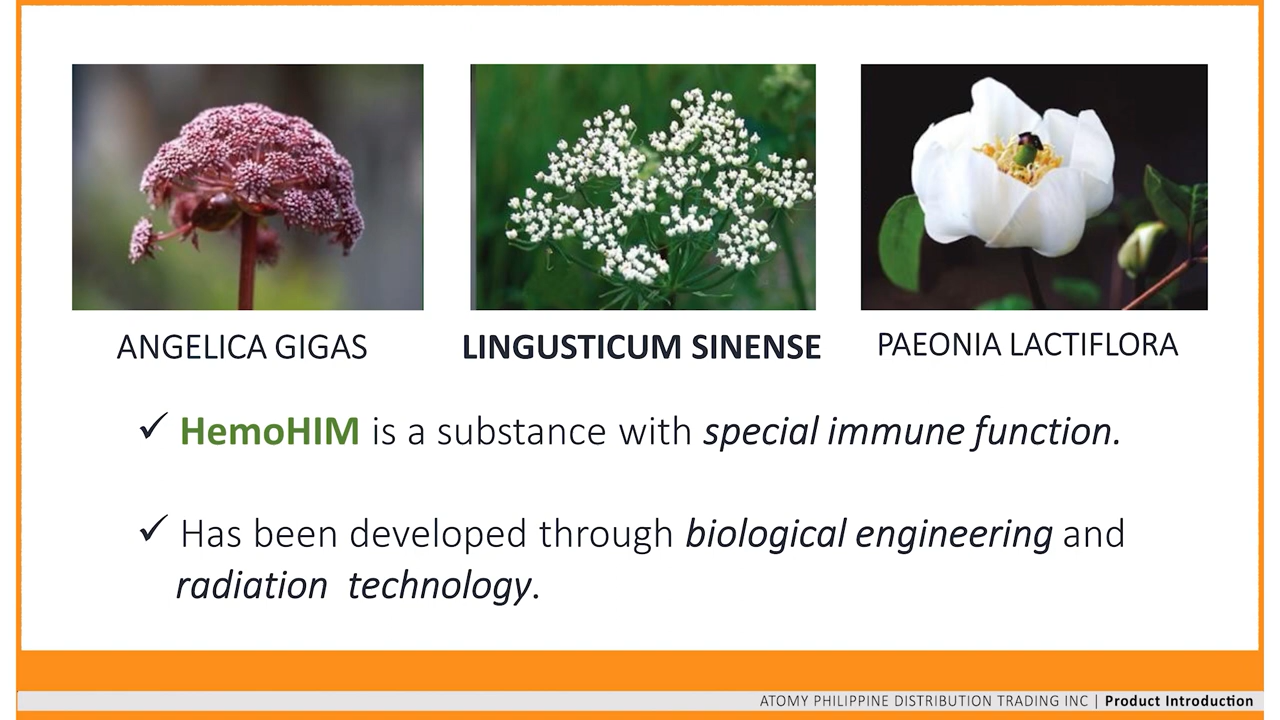 ANGELICA GIGAS
LINGUSTICUM SINENSE
PAEONIA LACTIFLORA
✓ HemoHIM is a substance with special immune function.
✓ Has been developed through biological engineering and
radiation technology.
ATOMY PHILIPPINE DISTRIBUTION TRADING INC | Product Introduction